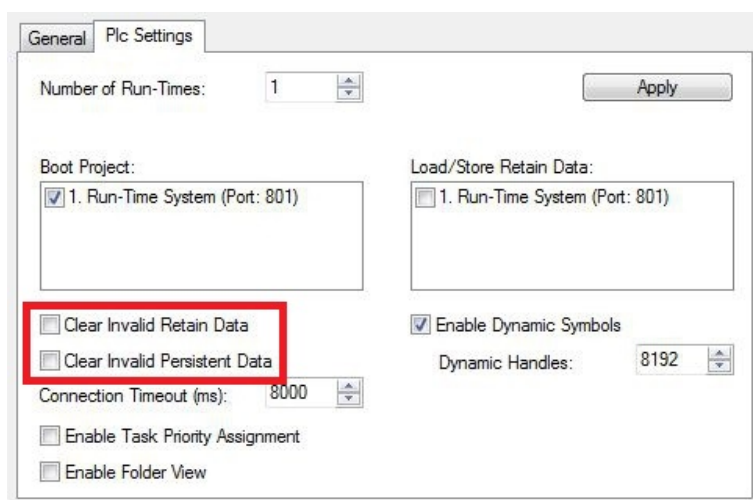 General Plc Settings
Number of Run-Times: 1 Apply
Boot Project: Load/Store Retain Data:
1. Run-Time System (Port: 801) 1. Run-Time System (Port: 801)
Clear Invalid Retain Data Enable Dynamic Symbols
Clear Invalid Persistent Data Dynamic Handles: 8192
Connection Timeout (ms): 8000
Enable Task Priority Assignment
Enable Folder View